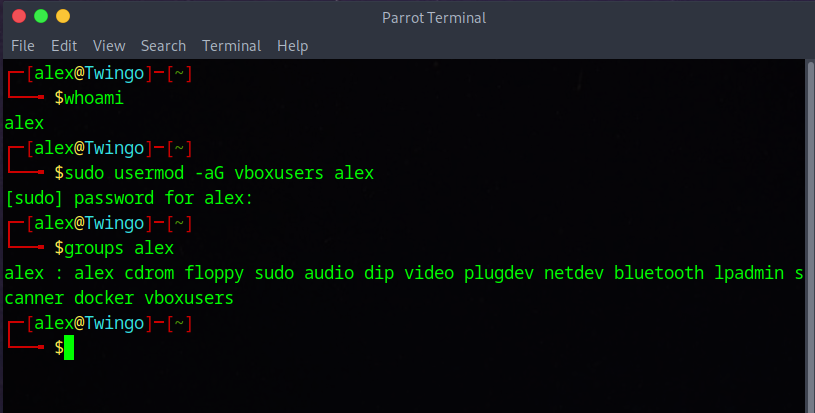 Parrot Terminal
File Edit View Search Terminal Help
┌─[alex@Twingo]─[~]
└──╼ $whoami
alex
┌─[alex@Twingo]─[~]
└──╼ $sudo usermod -aG vboxusers alex
[sudo] password for alex:
┌─[alex@Twingo]─[~]
└──╼ $groups alex
alex : alex cdrom floppy sudo audio dip video plugdev netdev bluetooth lpadmin s
canner docker vboxusers
┌─[alex@Twingo]─[~]
└──╼ $